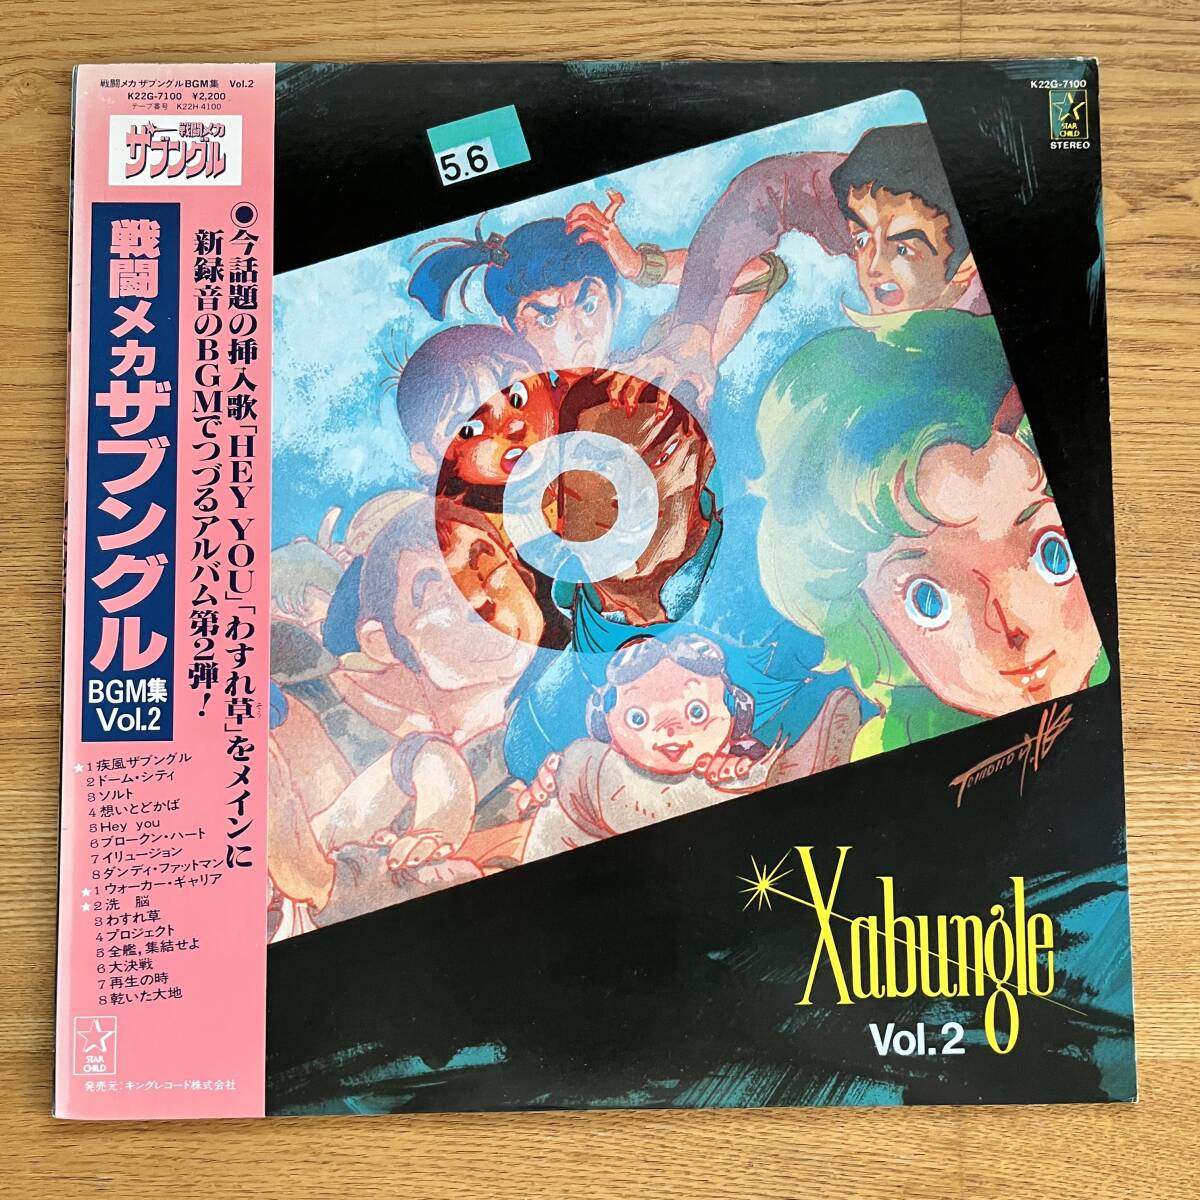 戦闘メカ ザブングルBGM集 Vol.2
K22G-7100 ¥2,200
テープ番号 K22H-4100
戦闘メカ
ザブングル
戦闘メカ ザブングル
BGM集
Vol.2
●今話題の挿入歌「HEY YOU」「わすれ草」をメインに
そう
新録音のBGMでつづるアルバム第2弾!
★1疾風ザブングル
2ドーム・シティ
3ソルト
4想いとどかば
5Hey you
6ブロークン・ハート
7イリュージョン
8ダンディ・ファットマン
★1ウォーカー・ギャリア
★2洗 脳
3わすれ草
4プロジェクト
5全艦,集結せよ
6大決戦
7再生の時
8乾いた大地
STAR
CHILD
発売元:キングレコード株式会社
5.6
K22G-7100
STAR
CHILD
STEREO
Xabungle
Vol.2